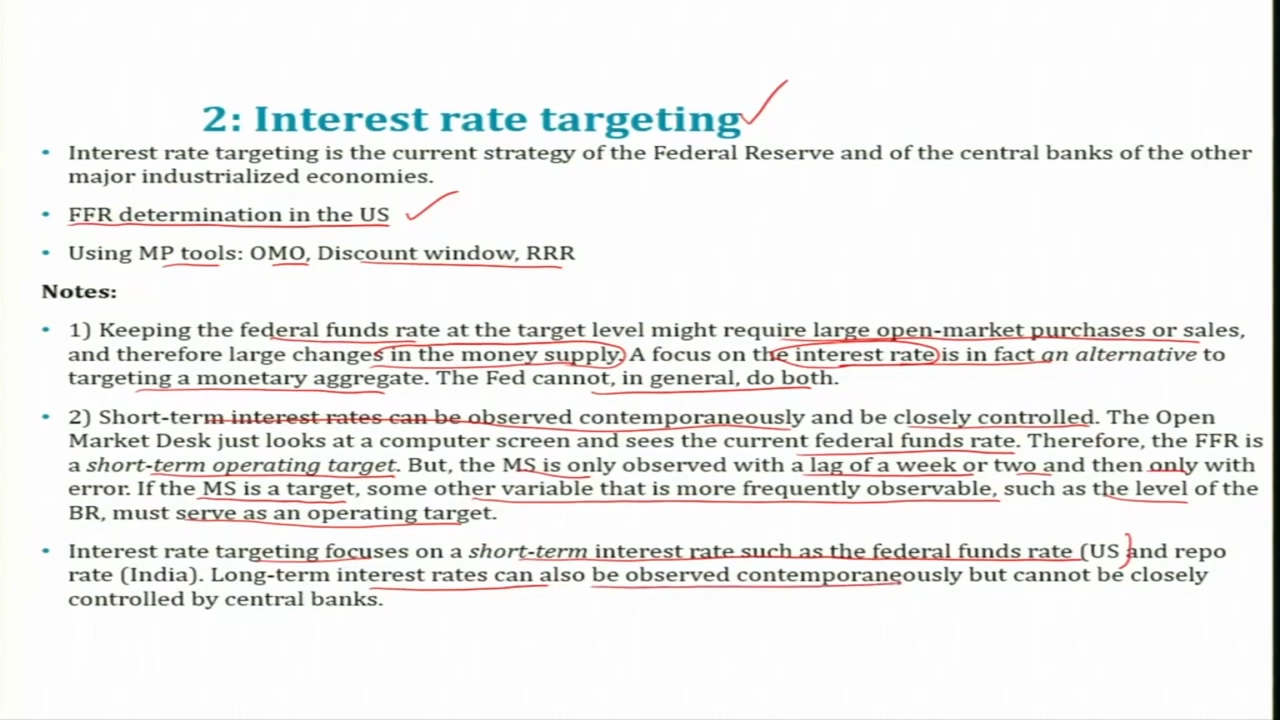 2: Interest rate targeting
• Interest rate targeting is the current strategy of the Federal Reserve and of the central banks of the other
major industrialized economies.
• FFR determination in the US
• Using MP tools: OMO, Discount window, RRR
Notes:
• 1) Keeping the federal funds rate at the target level might require large open-market purchases or sales,
and therefore large changes in the money supply. A focus on the interest rate is in fact an alternative to
targeting a monetary aggregate. The Fed cannot, in general, do both.
• 2) Short-term interest rates can be observed contemporaneously and be closely controlled. The Open
Market Desk just looks at a computer screen and sees the current federal funds rate. Therefore, the FFR is
a short-term operating target. But, the MS is only observed with a lag of a week or two and then only with
error. If the MS is a target, some other variable that is more frequently observable, such as the level of the
BR, must serve as an operating target.
• Interest rate targeting focuses on a short-term interest rate such as the federal funds rate (US ) and repo
rate (India). Long-term interest rates can also be observed contemporaneously but cannot be closely
controlled by central banks.